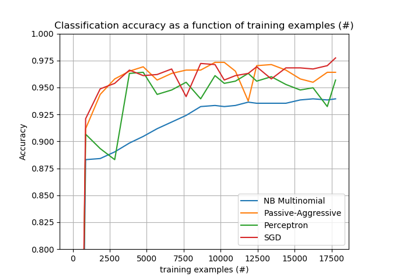 Classification accuracy as a function of training examples (#)
1.000
0.975
0.950
0.925
0.900
0.875
0.850
0.825
0.800
Accuracy
NB Multinomial
Passive-Aggressive
Perceptron
SGD
0 2500 5000 7500 10000 12500 15000 17500
training examples (#)